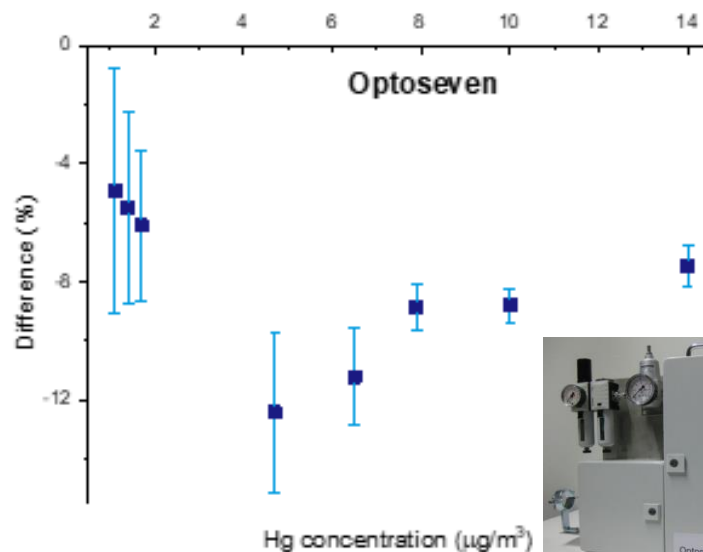 2 4 6 8 10 12 14
0
Optoseven
-4
-8
-12
Difference (%)
Hg concentration (µg/m³)